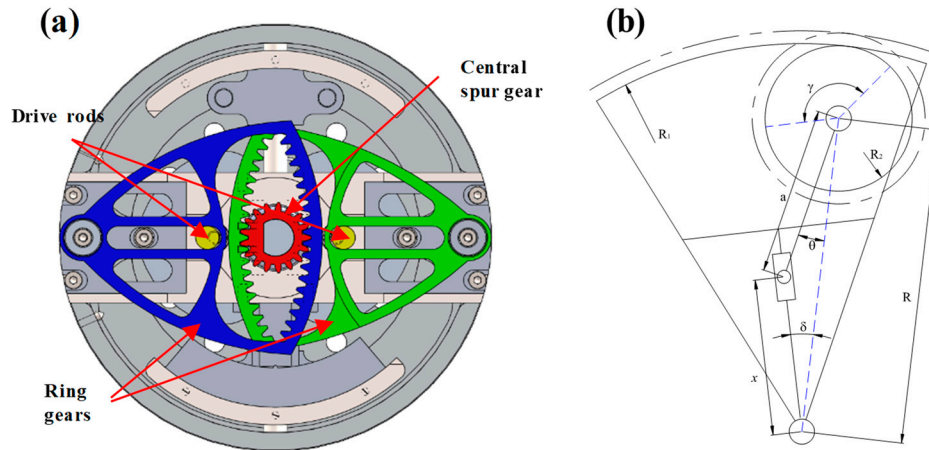 (a)
(b)
Central
spur gear
Drive rods
Ring
gears
γ
R₁
R₂
a
θ
R
δ
x